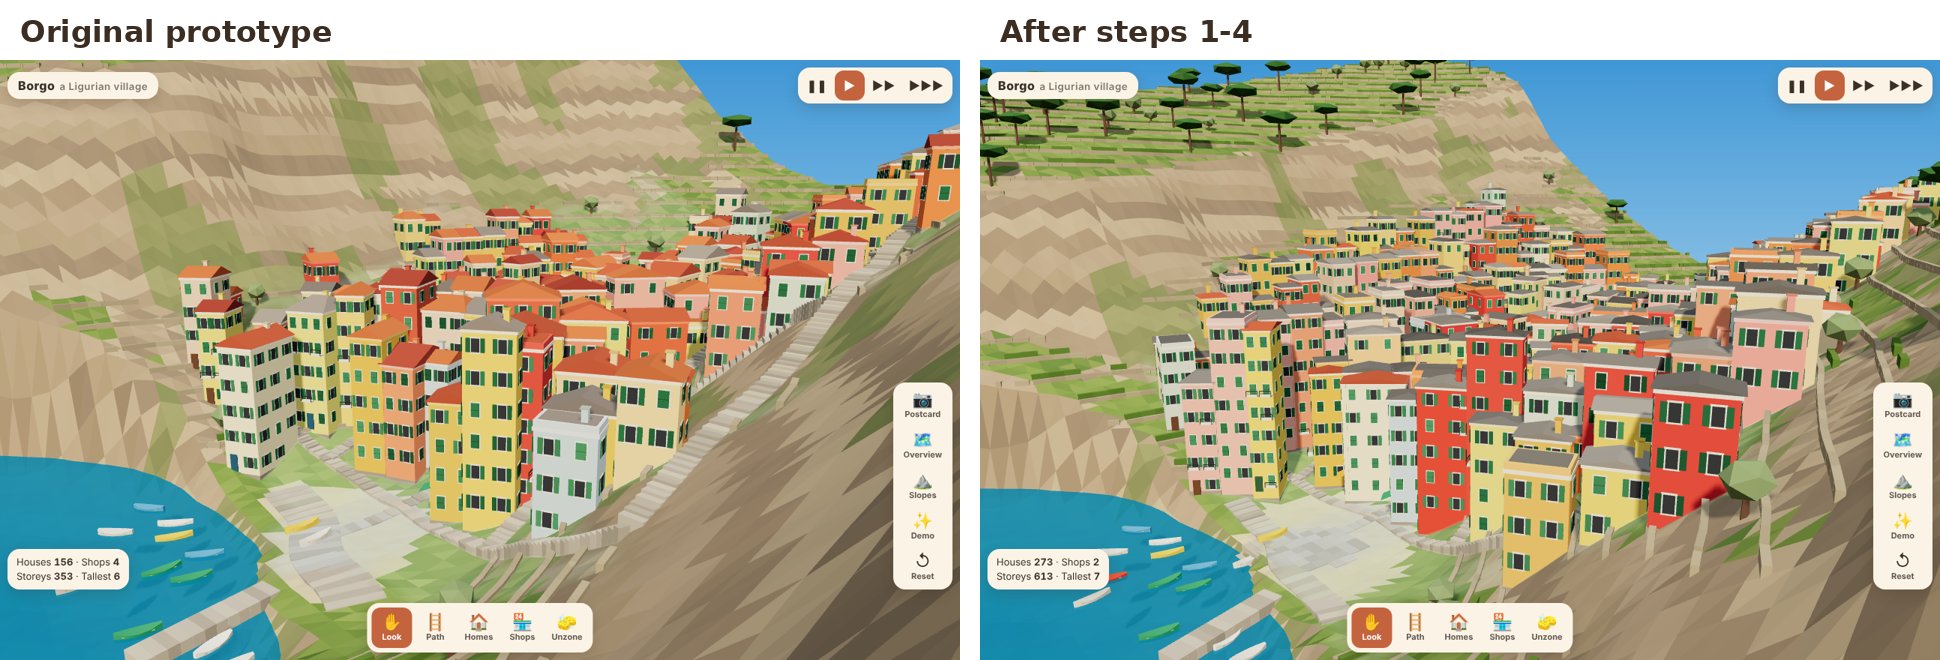 Original prototype
Borgo a Ligurian village
Postcard
Overview
Slopes
Demo
Reset
Houses 156 · Shops 4
Storeys 353 · Tallest 6
Look
Path
Homes
Shops
Unzone
After steps 1-4
Borgo a Ligurian village
Postcard
Overview
Slopes
Demo
Reset
Houses 273 · Shops 2
Storeys 613 · Tallest 7
Look
Path
Homes
Shops
Unzone